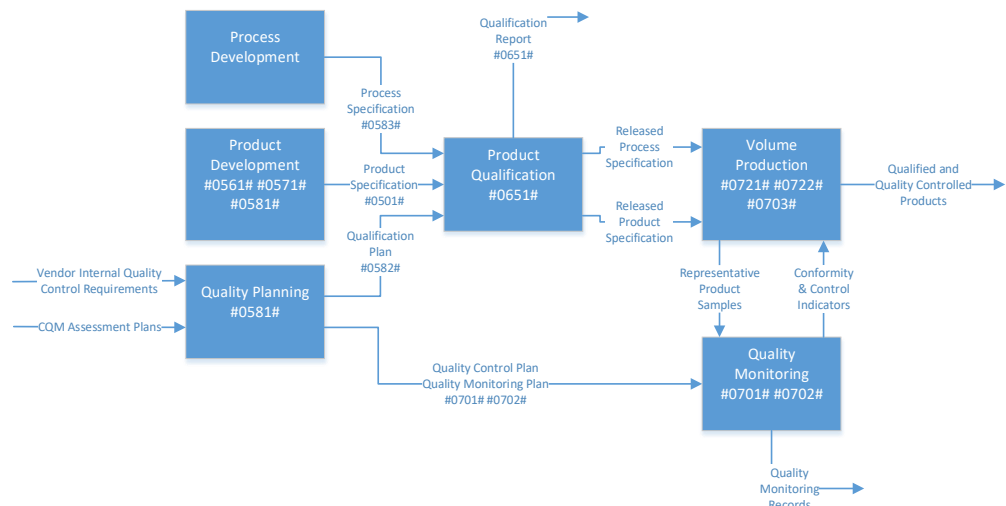 Process
Development
Qualification
Report
#0651#
Process
Specification
#0583#
Product
Development
#0561# #0571#
#0581#
Product
Specification
#0501#
Product
Qualification
#0651#
Released
Process
Specification
Released
Product
Specification
Volume
Production
#0721# #0722#
#0703#
Qualified and
Quality Controlled
Products
Qualification
Plan
#0582#
Vendor Internal Quality
Control Requirements
CQM Assessment Plans
Quality Planning
#0581#
Representative
Product
Samples
Conformity
& Control
Indicators
Quality Control Plan
Quality Monitoring Plan
#0701# #0702#
Quality
Monitoring
#0701# #0702#
Quality
Monitoring
Records